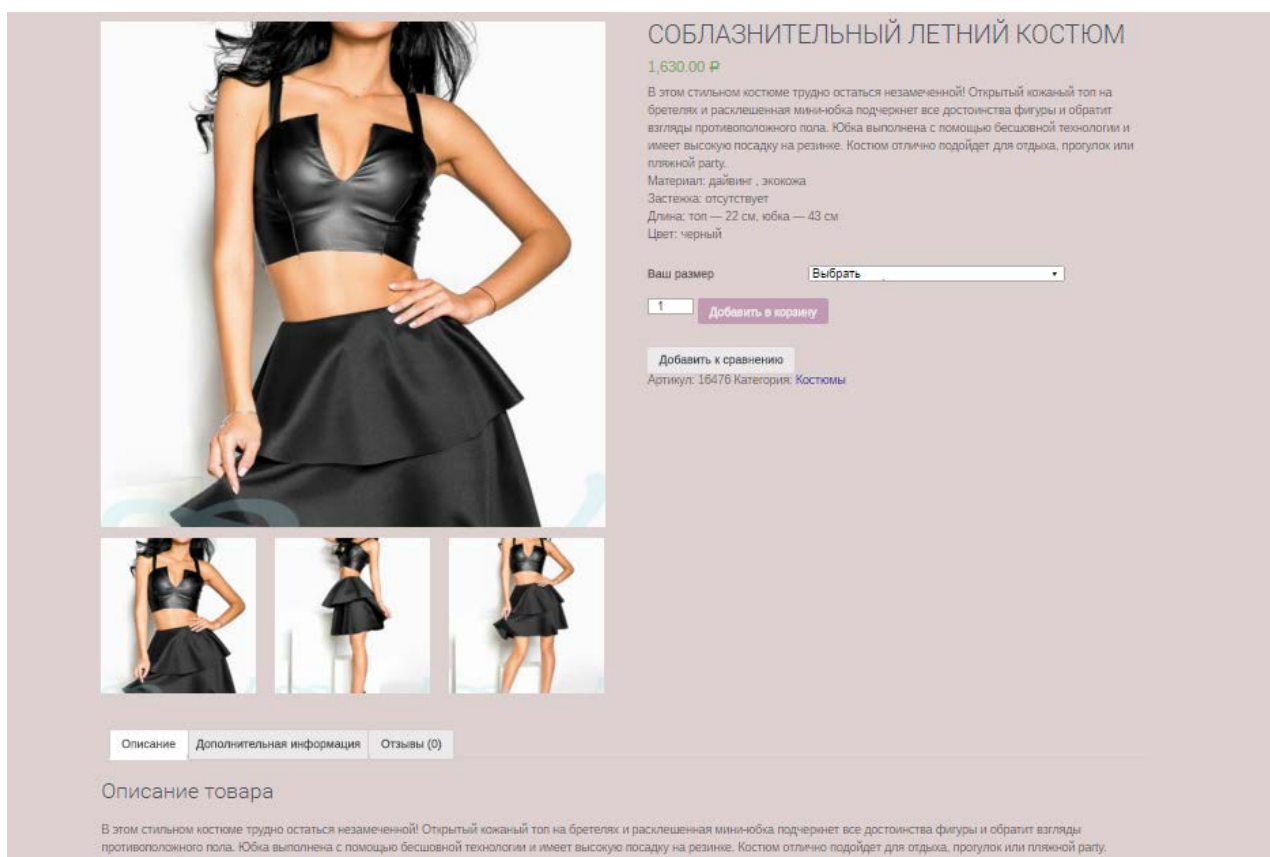 СОБЛАЗНИТЕЛЬНЫЙ ЛЕТНИЙ КОСТЮМ
1,630.00 ₽
В этом стильном костюме трудно остаться незамеченной! Открытый кожаный топ на
бретелях и расклешенная мини-юбка подчеркнет все достоинства фигуры и обратит
взгляды противоположного пола. Юбка выполнена с помощью бесшовной технологии и
имеет высокую посадку на резинке. Костюм отлично подойдет для отдыха, прогулок или
пляжной party.
Материал: дайвинг , экокожа
Застежка: отсутствует
Длина: топ — 22 см, юбка — 43 см
Цвет: черный
Ваш размер Выбрать
1 Добавить в корзину
Добавить к сравнению
Артикул: 16476 Категория: Костюмы
Описание Дополнительная информация Отзывы (0)
Описание товара
В этом стильном костюме трудно остаться незамеченной! Открытый кожаный топ на бретелях и расклешенная мини-юбка подчеркнет все достоинства фигуры и обратит взгляды
противоположного пола. Юбка выполнена с помощью бесшовной технологии и имеет высокую посадку на резинке. Костюм отлично подойдет для отдыха, прогулок или пляжной party.